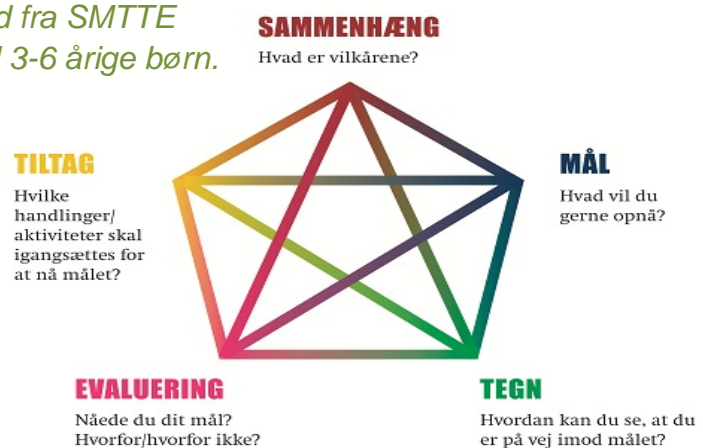 fra SMTTE
3-6 årige børn.
SAMMENHÆNG
Hvad er vilkårene?
TILTAG
Hvilke
handlinger/
aktiviteter skal
igangsættes for
at nå målet?
MÅL
Hvad vil du
gerne opnå?
EVALUERING
Nåede du dit mål?
Hvorfor/hvorfor ikke?
TEGN
Hvordan kan du se, at du
er på vej imod målet?